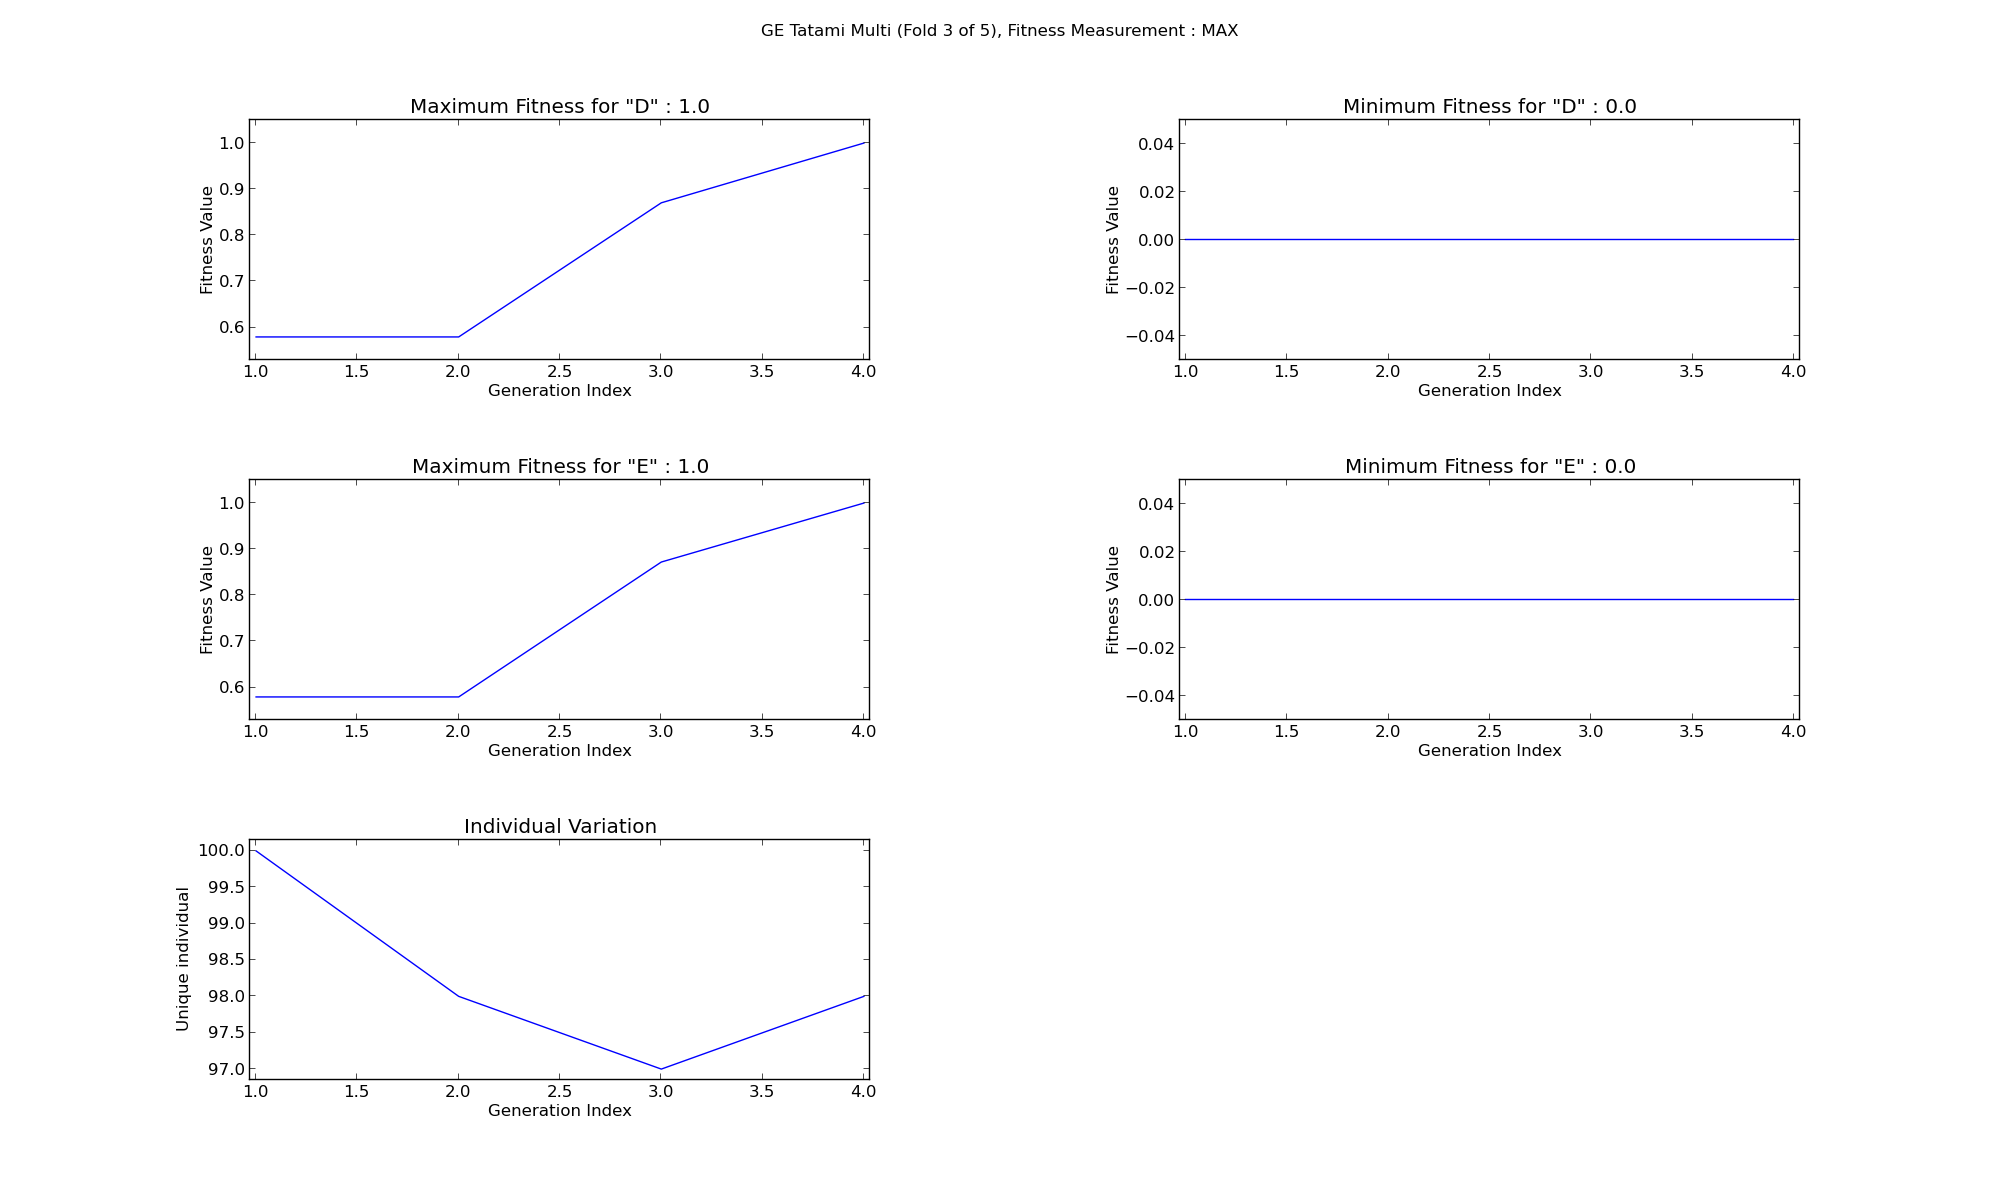 GE Tatami Multi (Fold 3 of 5), Fitness Measurement : MAX
Maximum Fitness for "D" : 1.0
Fitness Value
1.0
0.9
0.8
0.7
0.6
1.0 1.5 2.0 2.5 3.0 3.5 4.0
Generation Index
Minimum Fitness for "D" : 0.0
Fitness Value
0.04
0.02
0.00
−0.02
−0.04
1.0 1.5 2.0 2.5 3.0 3.5 4.0
Generation Index
Maximum Fitness for "E" : 1.0
Fitness Value
1.0
0.9
0.8
0.7
0.6
1.0 1.5 2.0 2.5 3.0 3.5 4.0
Generation Index
Minimum Fitness for "E" : 0.0
Fitness Value
0.04
0.02
0.00
−0.02
−0.04
1.0 1.5 2.0 2.5 3.0 3.5 4.0
Generation Index
Individual Variation
Unique individual
100.0
99.5
99.0
98.5
98.0
97.5
97.0
1.0 1.5 2.0 2.5 3.0 3.5 4.0
Generation Index